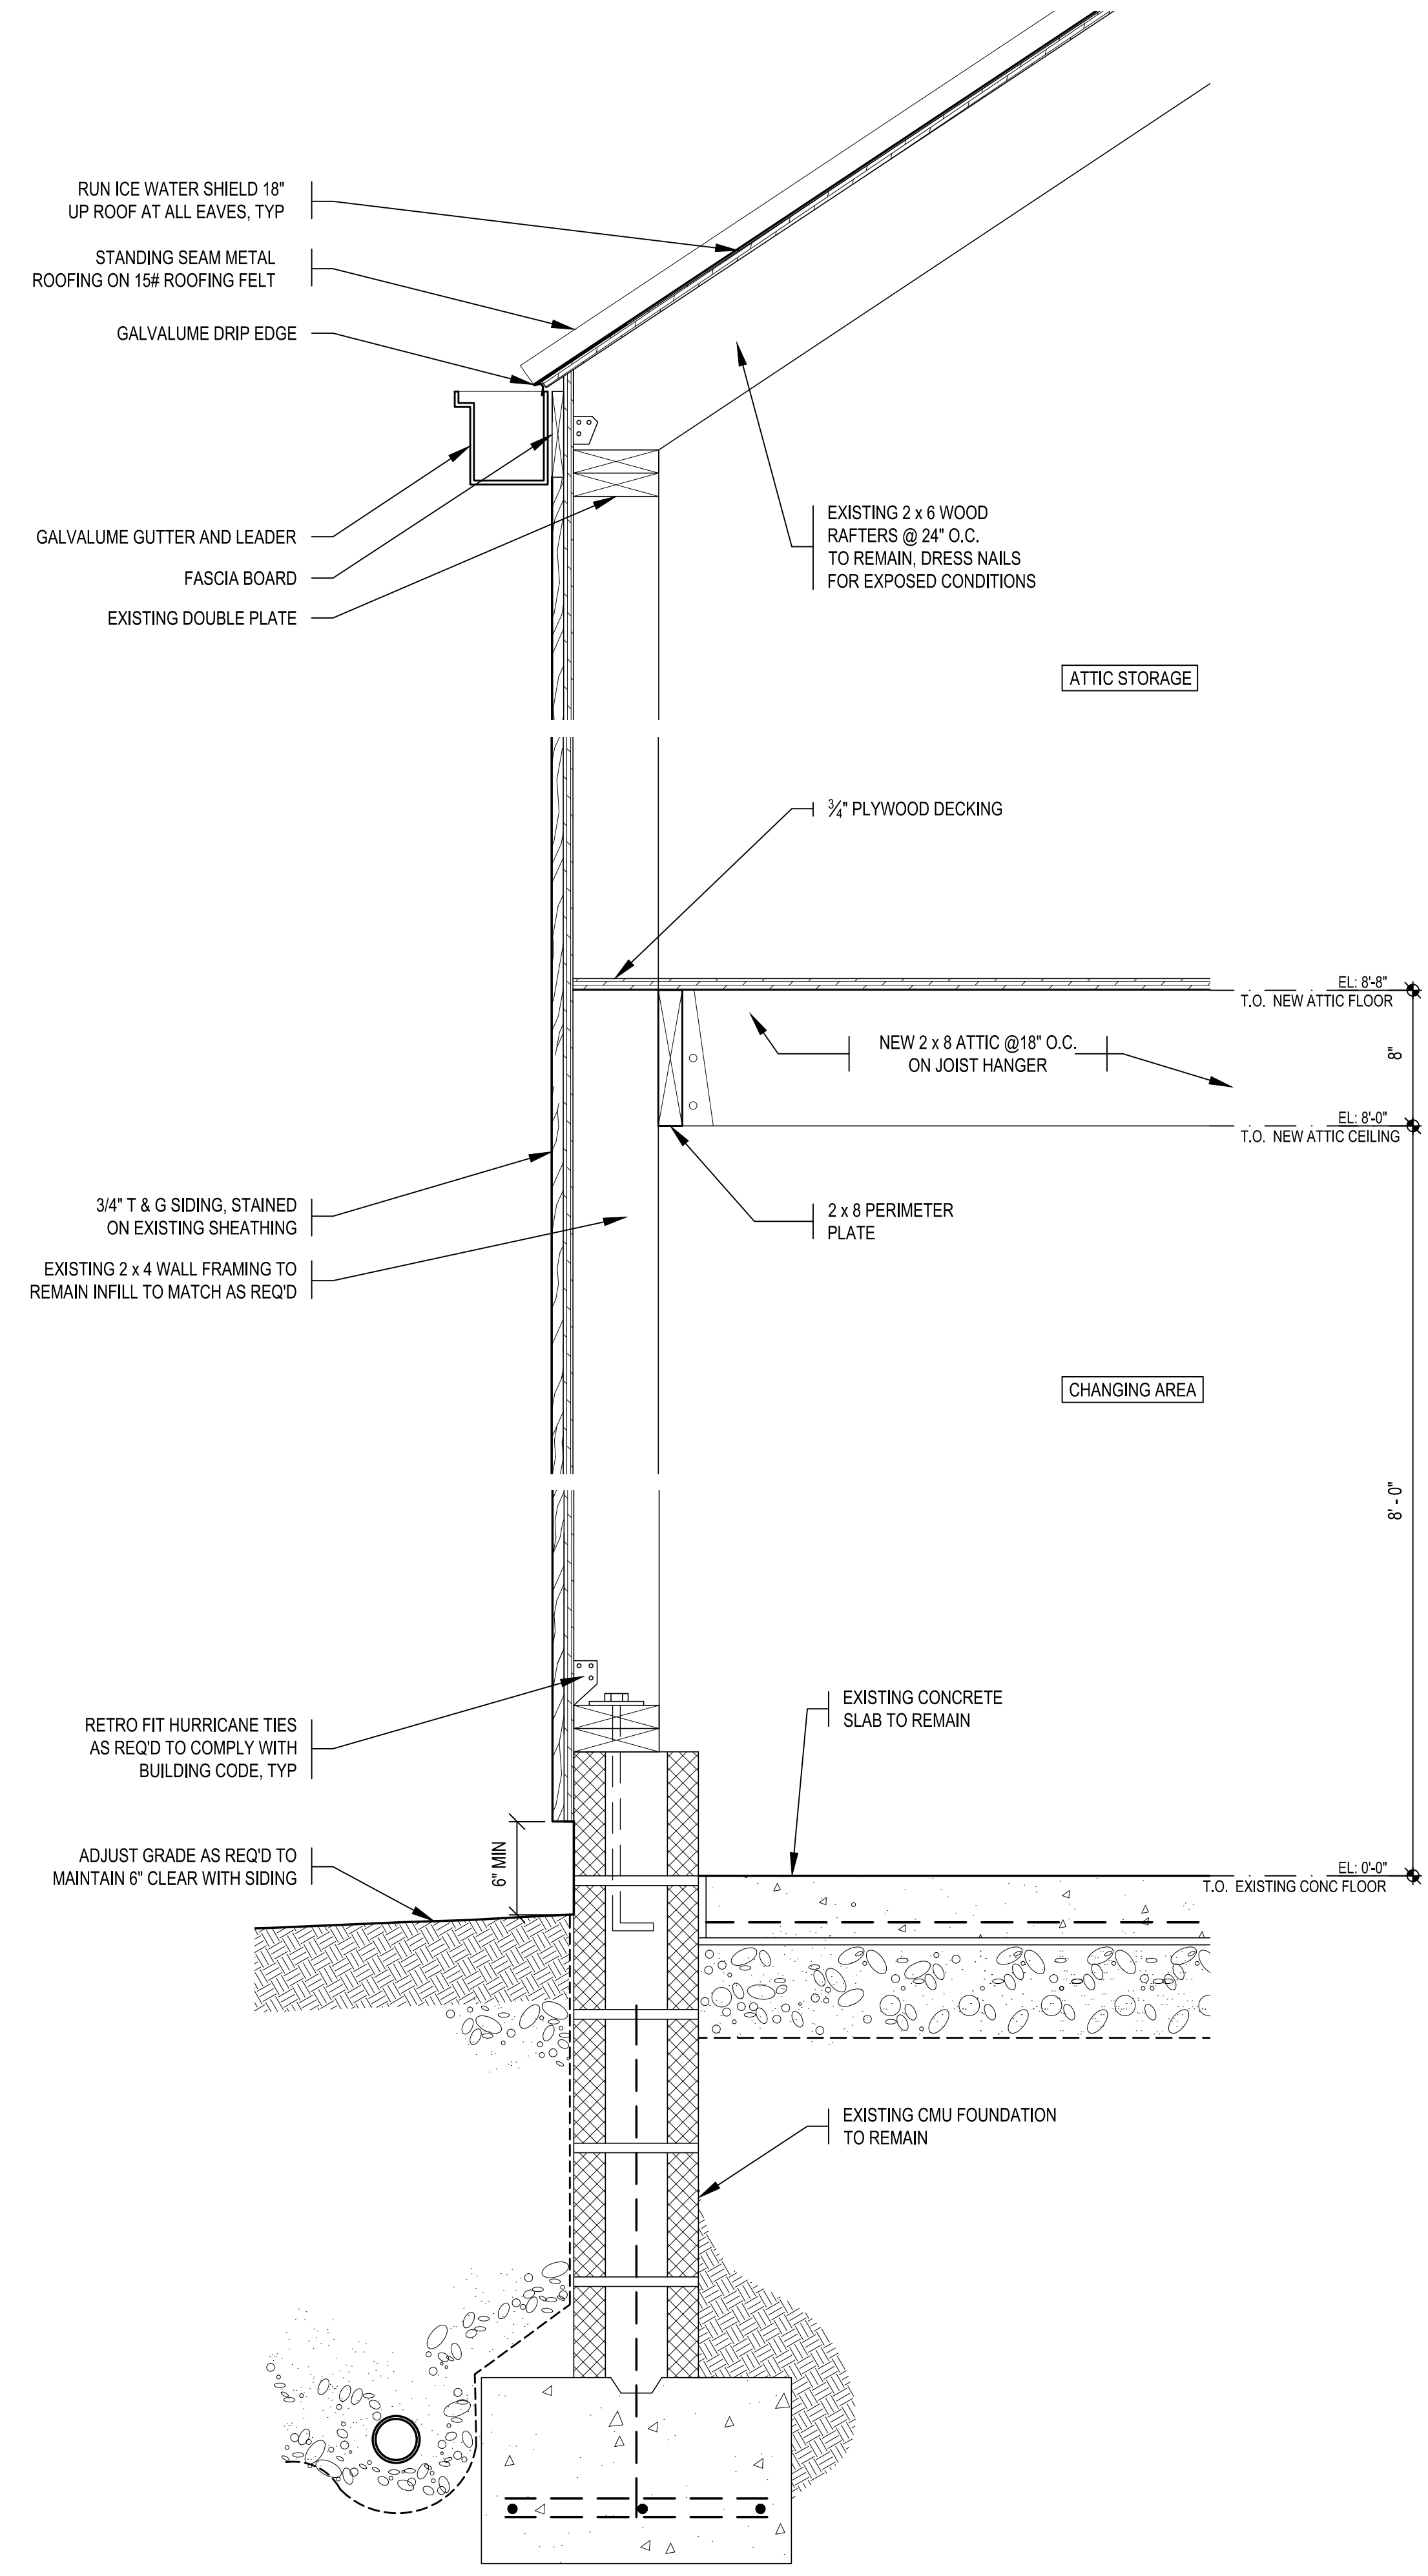 RUN ICE WATER SHIELD 18"
UP ROOF AT ALL EAVES, TYP
STANDING SEAM METAL
ROOFING ON 15# ROOFING FELT
GALVALUME DRIP EDGE
GALVALUME GUTTER AND LEADER
FASCIA BOARD
EXISTING DOUBLE PLATE
EXISTING 2 x 6 WOOD
RAFTERS @ 24" O.C.
TO REMAIN, DRESS NAILS
FOR EXPOSED CONDITIONS
ATTIC STORAGE
¾" PLYWOOD DECKING
EL: 8'-8"
T.O. NEW ATTIC FLOOR
NEW 2 x 8 ATTIC @18" O.C.
ON JOIST HANGER
8"
EL: 8'-0"
T.O. NEW ATTIC CEILING
3/4" T & G SIDING, STAINED
ON EXISTING SHEATHING
2 x 8 PERIMETER
PLATE
EXISTING 2 x 4 WALL FRAMING TO
REMAIN INFILL TO MATCH AS REQ'D
CHANGING AREA
8' - 0"
RETRO FIT HURRICANE TIES
AS REQ'D TO COMPLY WITH
BUILDING CODE, TYP
EXISTING CONCRETE
SLAB TO REMAIN
ADJUST GRADE AS REQ'D TO
MAINTAIN 6" CLEAR WITH SIDING
6" MIN
EL: 0'-0"
T.O. EXISTING CONC FLOOR
EXISTING CMU FOUNDATION
TO REMAIN